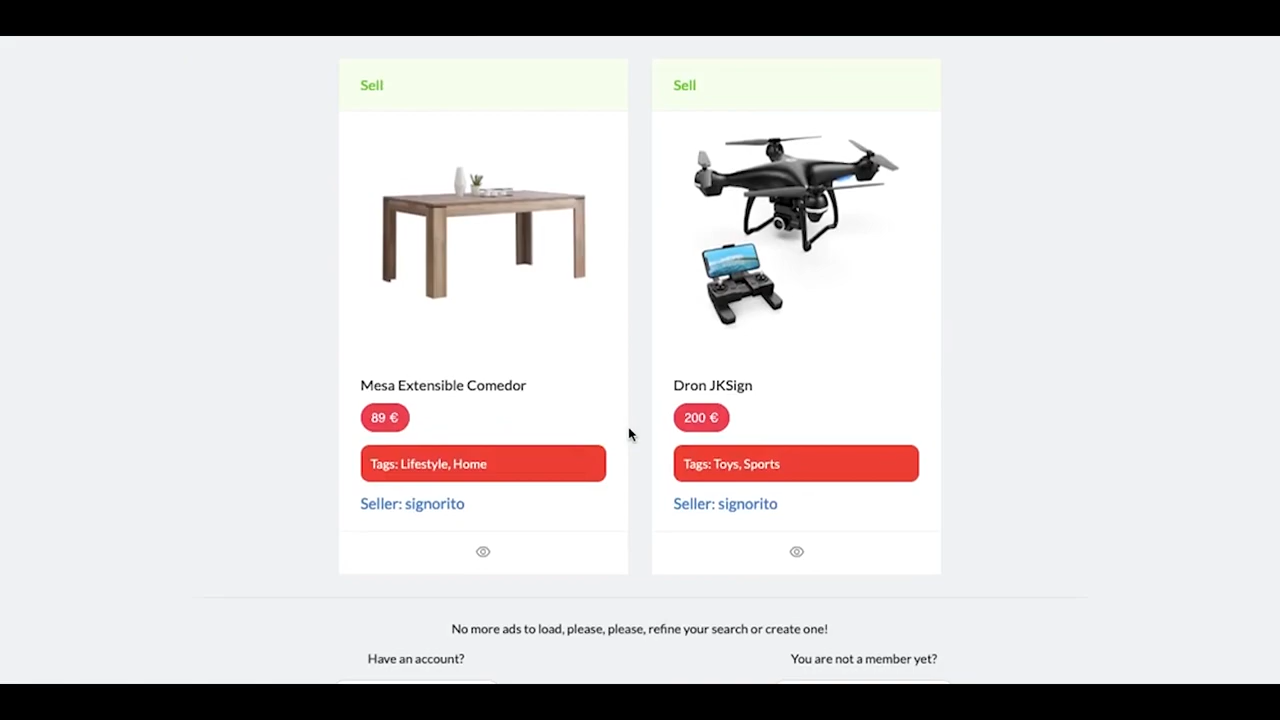 Sell
Mesa Extensible Comedor
89 €
Tags: Lifestyle, Home
Seller: signorito
Sell
Dron JKSign
200 €
Tags: Toys, Sports
Seller: signorito
No more ads to load, please, please, refine your search or create one!
Have an account?
You are not a member yet?